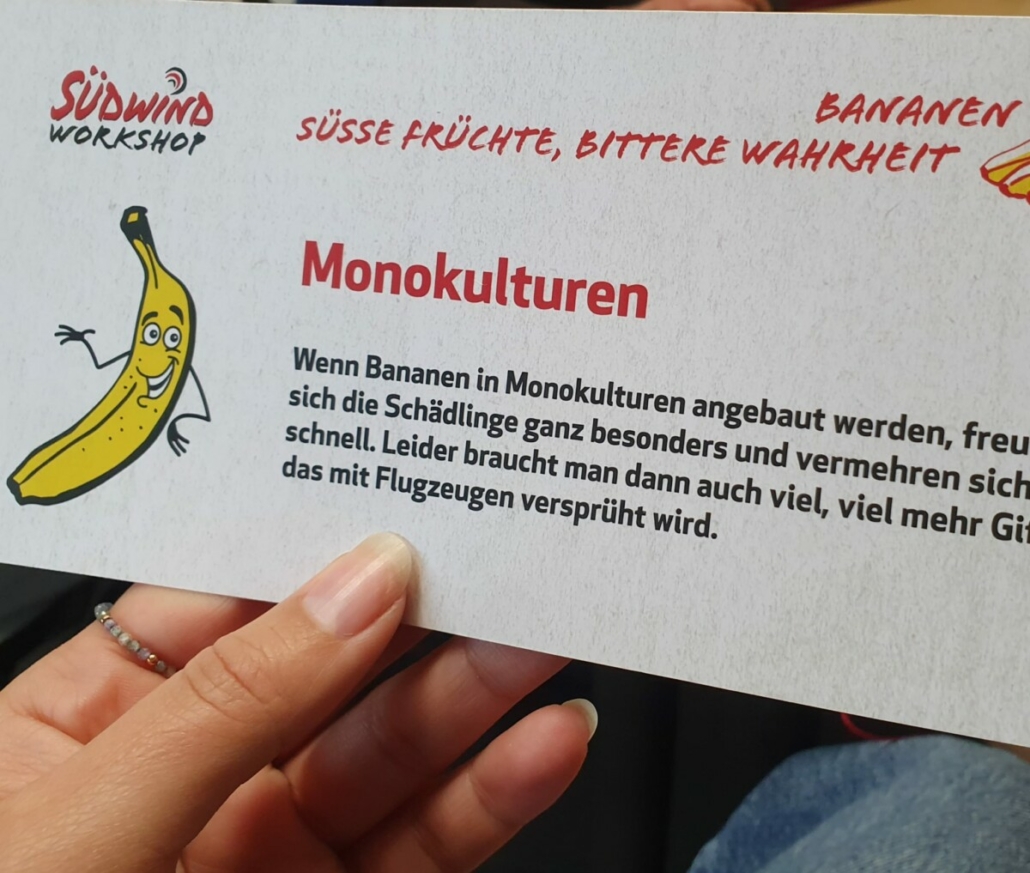 SÜDWIND
WORKSHOP
BANANEN
SÜSSE FRÜCHTE, BITTERE WAHRHEIT
Monokulturen
Wenn Bananen in Monokulturen angebaut werden, freu
sich die Schädlinge ganz besonders und vermehren sich
schnell. Leider braucht man dann auch viel, viel mehr Gif
das mit Flugzeugen versprüht wird.